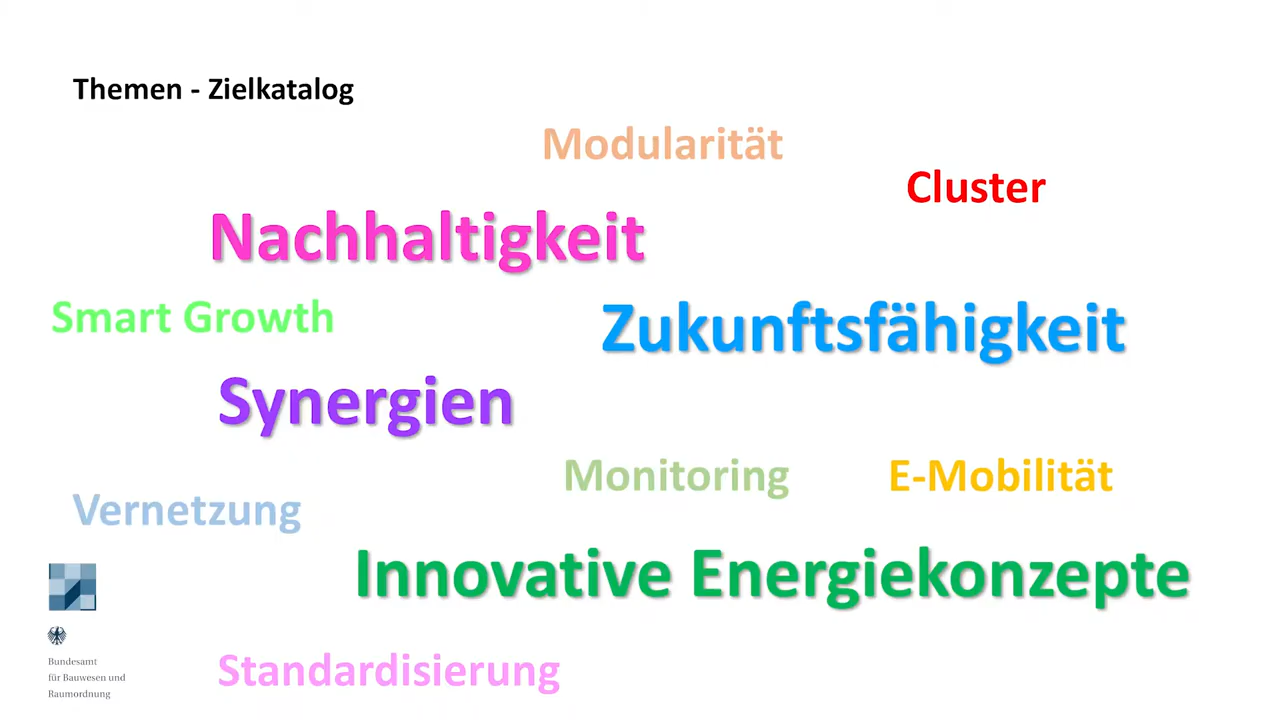 Themen - Zielkatalog
Modularität
Cluster
Nachhaltigkeit
Smart Growth
Zukunftsfähigkeit
Synergien
Monitoring
E-Mobilität
Vernetzung
Innovative Energiekonzepte
Bundesamt
für Bauwesen und
Raumordnung
Standardisierung